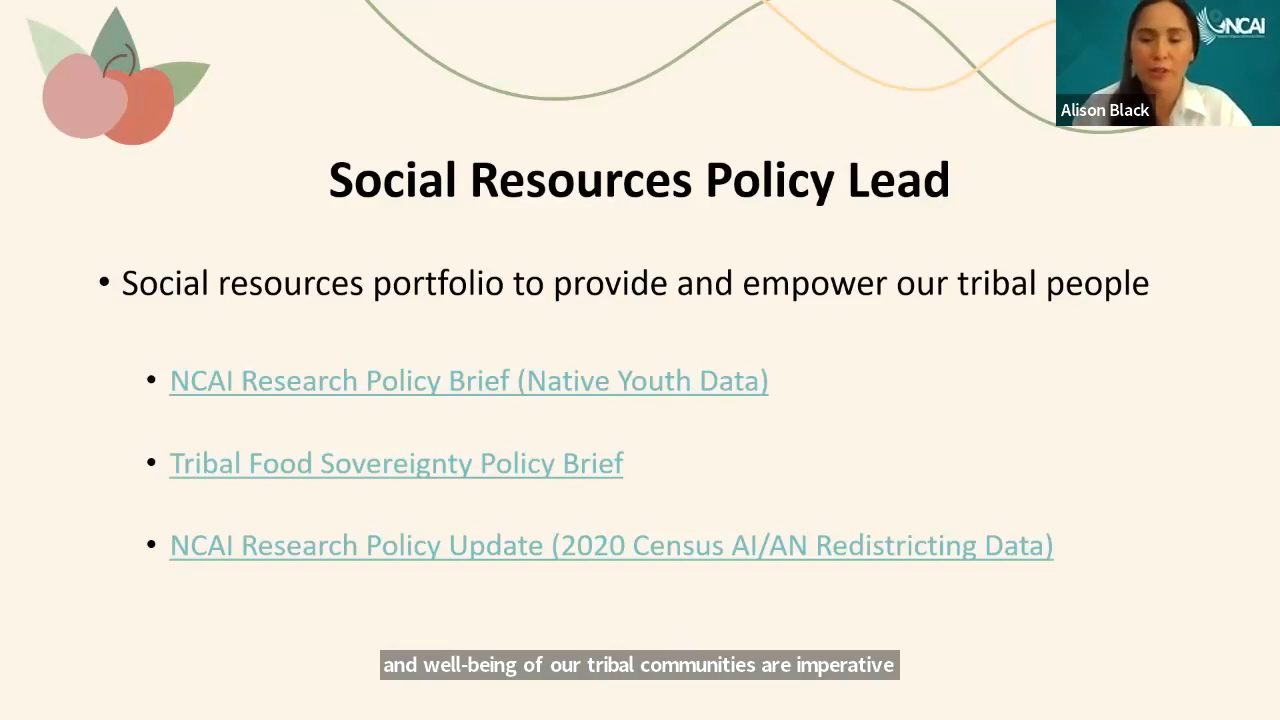 NCAI
Alison Black
Social Resources Policy Lead
• Social resources portfolio to provide and empower our tribal people
• NCAI Research Policy Brief (Native Youth Data)
• Tribal Food Sovereignty Policy Brief
• NCAI Research Policy Update (2020 Census AI/AN Redistricting Data)
and well-being of our tribal communities are imperative